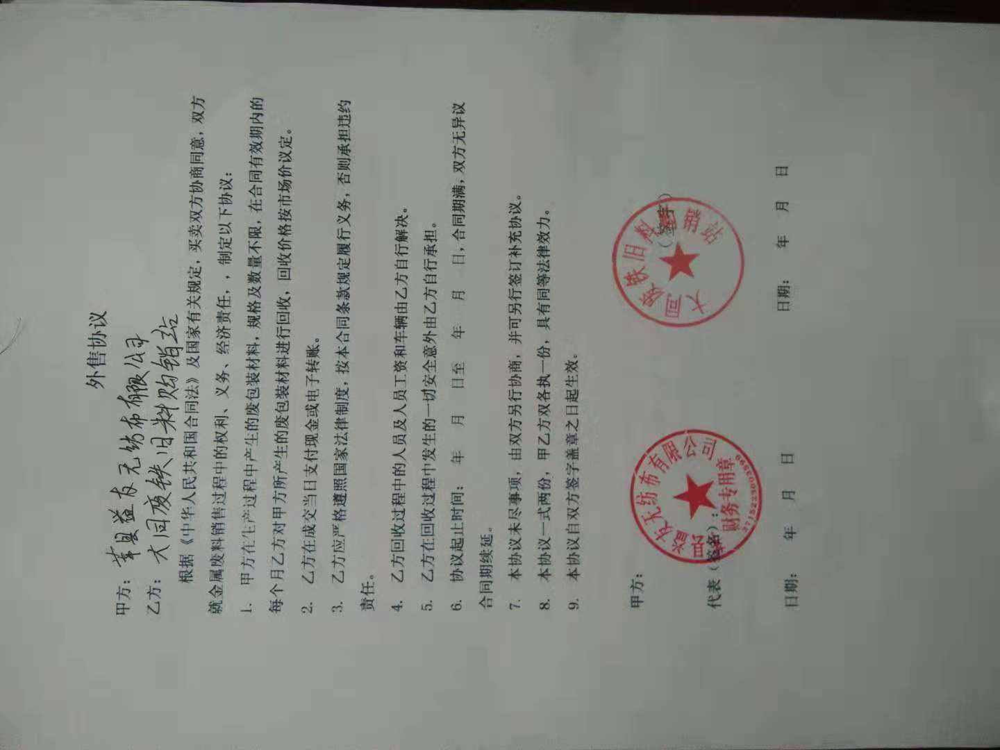 外售协议
甲方：莘县益友无纺布有限公司
乙方：大同废铁旧料购销站
根据《中华人民共和国合同法》及国家有关规定，买卖双方协商同意，双方
就金属废料销售过程中的权利、义务、经济责任，，制定以下协议：
1. 甲方在生产过程中产生的废包装材料，规格及数量不限，在合同有效期内的
每个月乙方对甲方所产生的废包装材料进行回收，回收价格按市场价议定。
2. 乙方在成交当日支付现金或电子转账。
3. 乙方应严格遵照国家法律制度，按本合同条款规定履行义务，否则承担违约
责任。
4. 乙方回收过程中的人员及人员工资和车辆由乙方自行解决。
5. 乙方在回收过程中发生的一切安全意外由乙方自行承担。
6. 协议起止时间： 年 月 日至 年 月 日，合同期满，双方无异议
合同期续延。
7. 本协议未尽事项，由双方另行协商，并可另行签订补充协议。
8. 本协议一式两份，甲乙方双各执一份，具有同等法律效力。
9. 本协议自双方签字盖章之日起生效。
甲方：
代表（签名）： （签字）
日期： 年 月 日 日期： 年 月 日
县益友无纺布有限公司
财务专用章
大同废铁旧料购销站